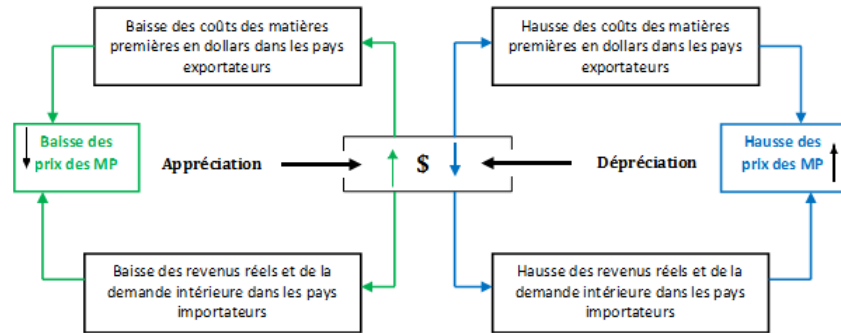 Baisse des coûts des matières
premières en dollars dans les pays
exportateurs
Hausse des coûts des matières
premières en dollars dans les pays
exportateurs
Baisse des
prix des MP
Appréciation
$
Dépréciation
Hausse des
prix des MP
Baisse des revenus réels et de la
demande intérieure dans les pays
importateurs
Hausse des revenus réels et de la
demande intérieure dans les pays
importateurs